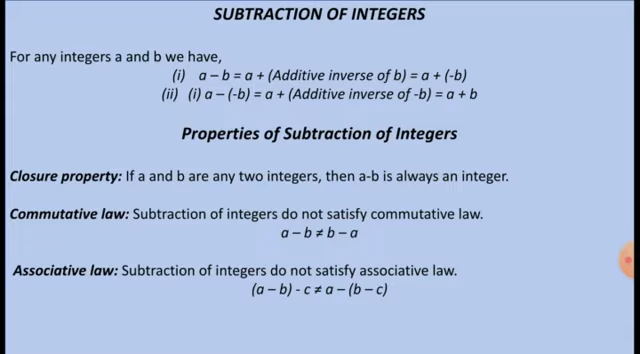 SUBTRACTION OF INTEGERS
For any integers a and b we have,
(i) a – b = a + (Additive inverse of b) = a + (-b)
(ii) (i) a – (-b) = a + (Additive inverse of -b) = a + b
Properties of Subtraction of Integers
Closure property: If a and b are any two integers, then a-b is always an integer.
Commutative law: Subtraction of integers do not satisfy commutative law.
a – b ≠ b – a
Associative law: Subtraction of integers do not satisfy associative law.
(a – b) - c ≠ a – (b – c)